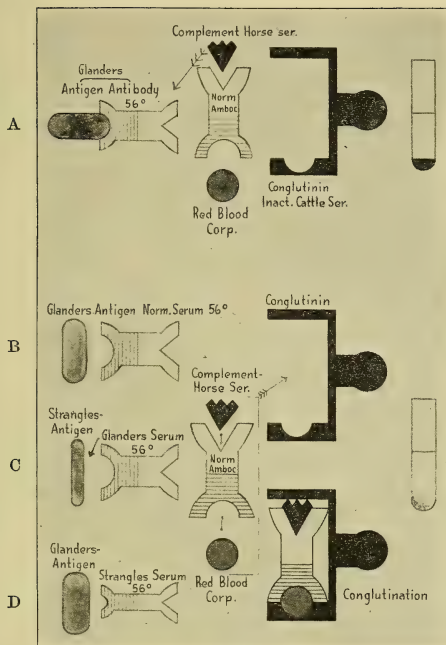 Complement Horse ser.
Glanders
Antigen Antibody
56°
Norm
Amboc
A
Conglutinin
Inact. Cattle Ser.
Red Blood
Corp.
B
Glanders Antigen Norm. Serum 56°
Conglutinin
Complement-
Horse Ser.
Strangles-
Antigen
Glanders Serum
56°
C
Norm
Amboc
Glanders-
Antigen
Strangles Serum
56°
Red Blood
Corp.
Conglutination
D